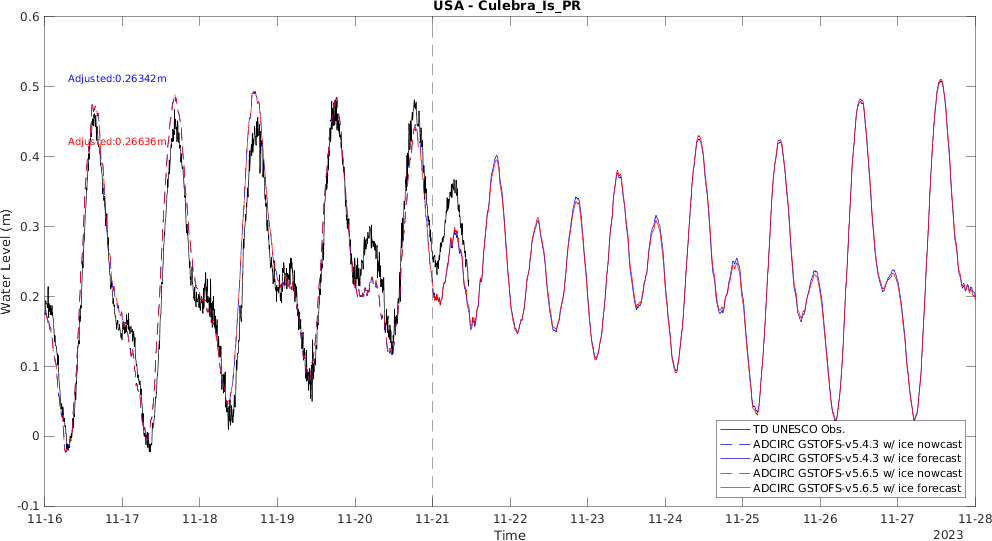 USA - Culebra_Is_PR
Water Level (m)
0.6
0.5
0.4
0.3
0.2
0.1
0
-0.1
Adjusted:0.26342m
Adjusted:0.26636m
TD UNESCO Obs.
ADCIRC GSTOFS-v5.4.3 w/ ice nowcast
ADCIRC GSTOFS-v5.4.3 w/ ice forecast
ADCIRC GSTOFS-v5.6.5 w/ ice nowcast
ADCIRC GSTOFS-v5.6.5 w/ ice forecast
11-16 11-17 11-18 11-19 11-20 11-21 11-22 11-23 11-24 11-25 11-26 11-27 11-28
Time
2023